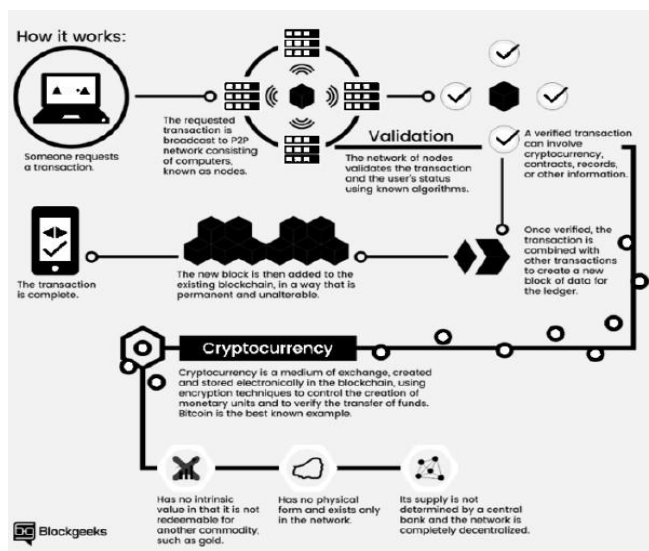 How it works:
Someone requests
a transaction.
The requested
transaction is
broadcast to P2P
network consisting
of computers,
known as nodes.
Validation
The network of nodes
validates the transaction
and the user's status
using known algorithms.
A verified transaction
can involve
cryptocurrency,
contracts, records,
or other information.
Once verified, the
transaction is
combined with
other transactions
to create a new
block of data for
the ledger.
The new block is then added to the
existing blockchain, in a way that is
permanent and unalterable.
The transaction
is complete.
Cryptocurrency
Cryptocurrency is a medium of exchange, created
and stored electronically in the blockchain, using
encryption techniques to control the creation of
monetary units and to verify the transfer of funds.
Bitcoin is the best known example.
Has no intrinsic
value in that it is not
redeemable for
another commodity,
such as gold.
Has no physical
form and exists only
in the network.
Its supply is not
determined by a central
bank and the network is
completely decentralized.
Blockgeeks